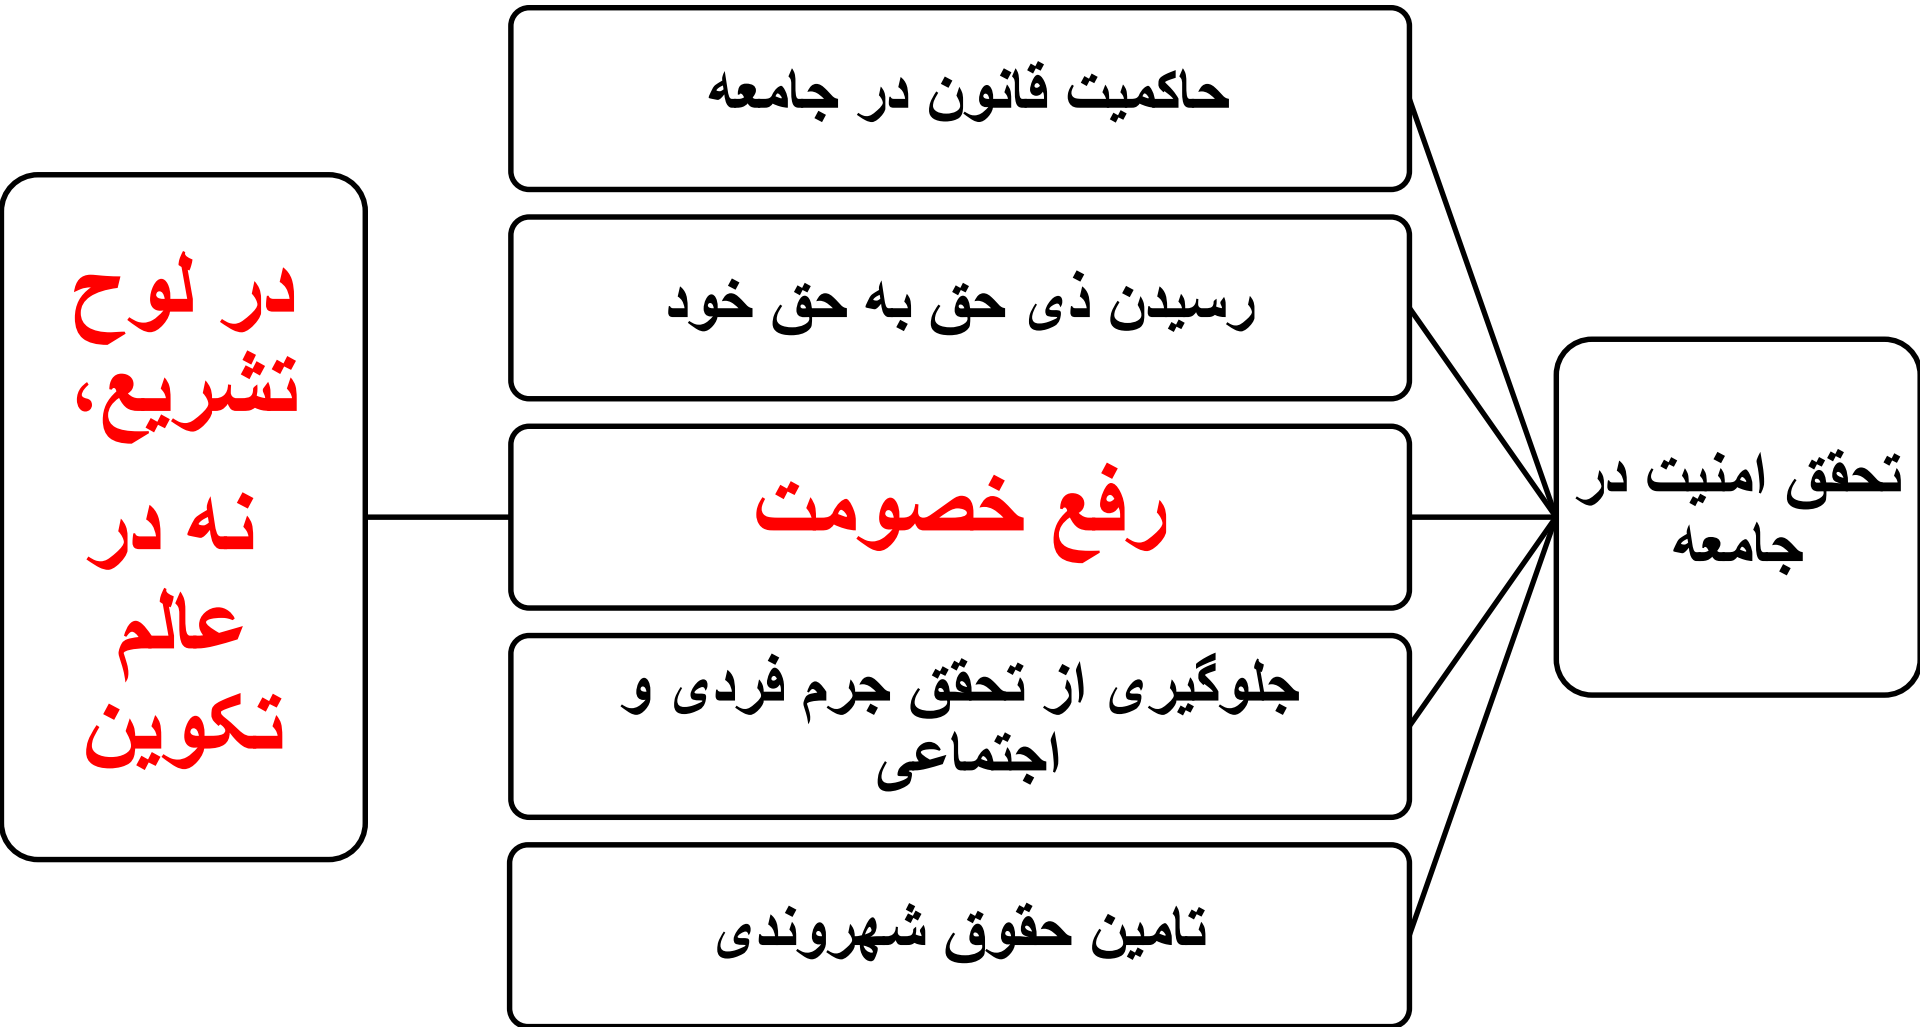 تحقق امنیت در
جامعه
حاکمیت قانون در جامعه
رسیدن ذی حق به حق خود
رفع خصومت
جلوگیری از تحقق جرم فردی و
اجتماعی
تامین حقوق شهروندی
در لوح
تشریع،
نه در
عالم
تکوین